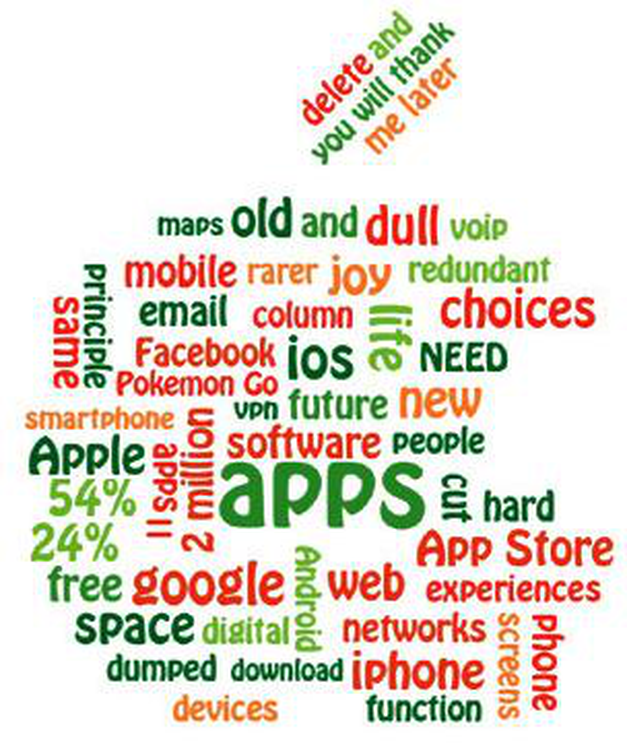 delete and
you will thank
me later
maps old and dull voip
mobile rarer joy redundant
same
principle
email column life choices
Facebook ios NEED
Pokemon Go
smartphone vpn future new
software people
Apple apps || 2 million apps cut hard
54%
24%
App Store
free google Android web experiences
space digital networks screens phone
dumped download iphone
devices function